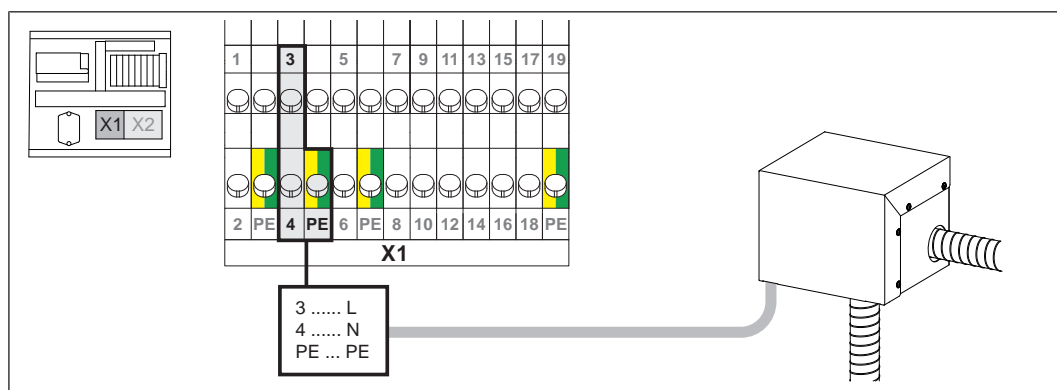 X1 X2
1 3 5 7 9 11 13 15 17 19
2 PE 4 PE 6 PE 8 10 12 14 16 18 PE
X1
3 ...... L
4 ...... N
PE ... PE